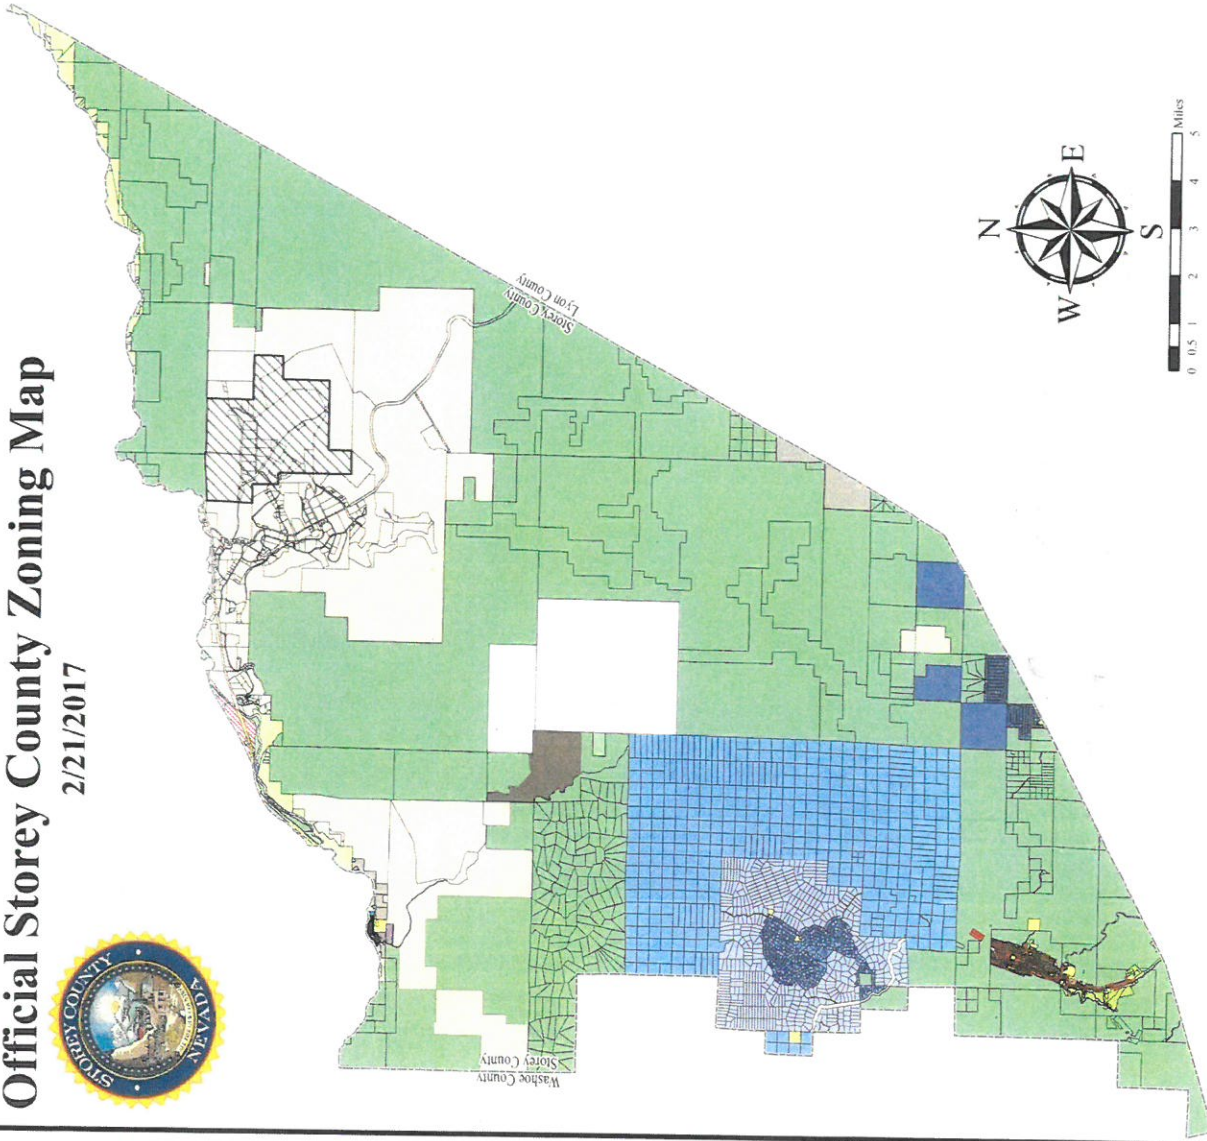 Official Storey County Zoning Map
2/21/2017
STOREY COUNTY
NEVADA
Washoe County
Storey County
Storey County
Lyon County
N
W
E
S
0 0.5 1 2 3 4 5
Miles